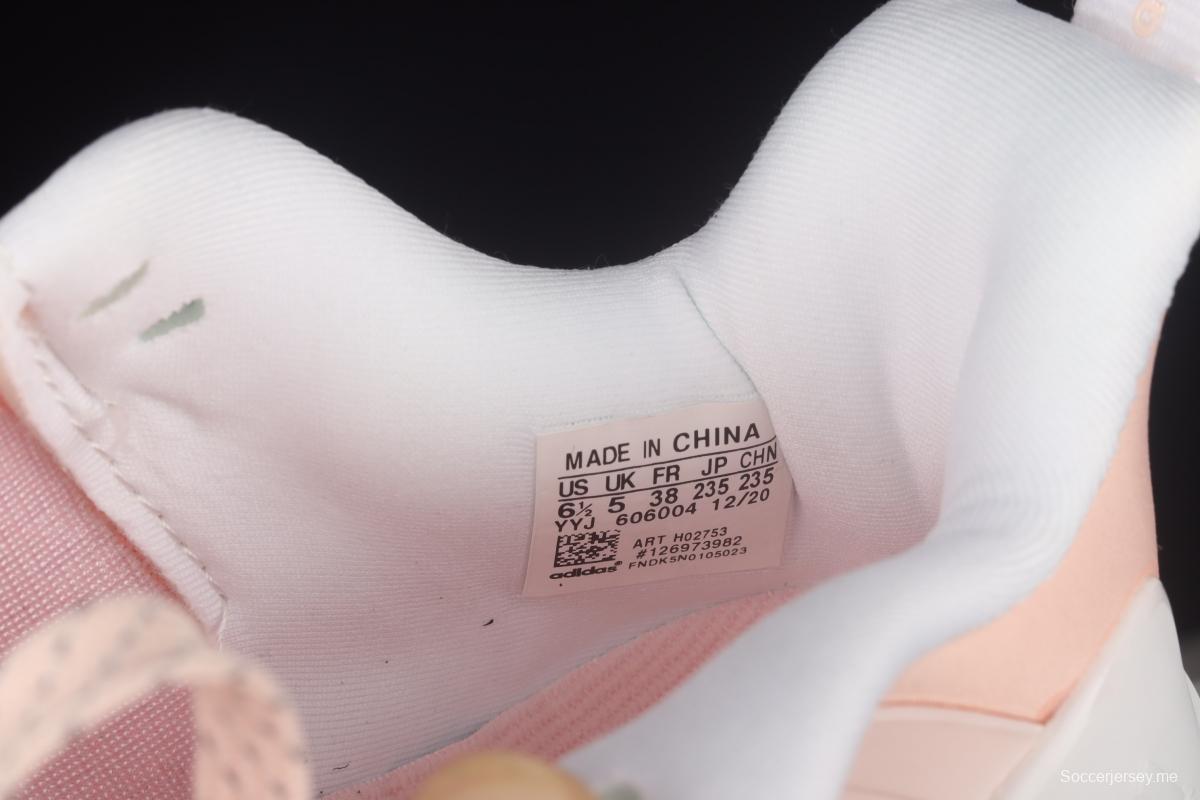 MADE IN CHINA
US UK FR JP CHN
6½ 5 38 235 235
YYJ 606004 12/20
ART H02753
#126973982
adidas® FNDK5N0105023
Soccerjersey.me